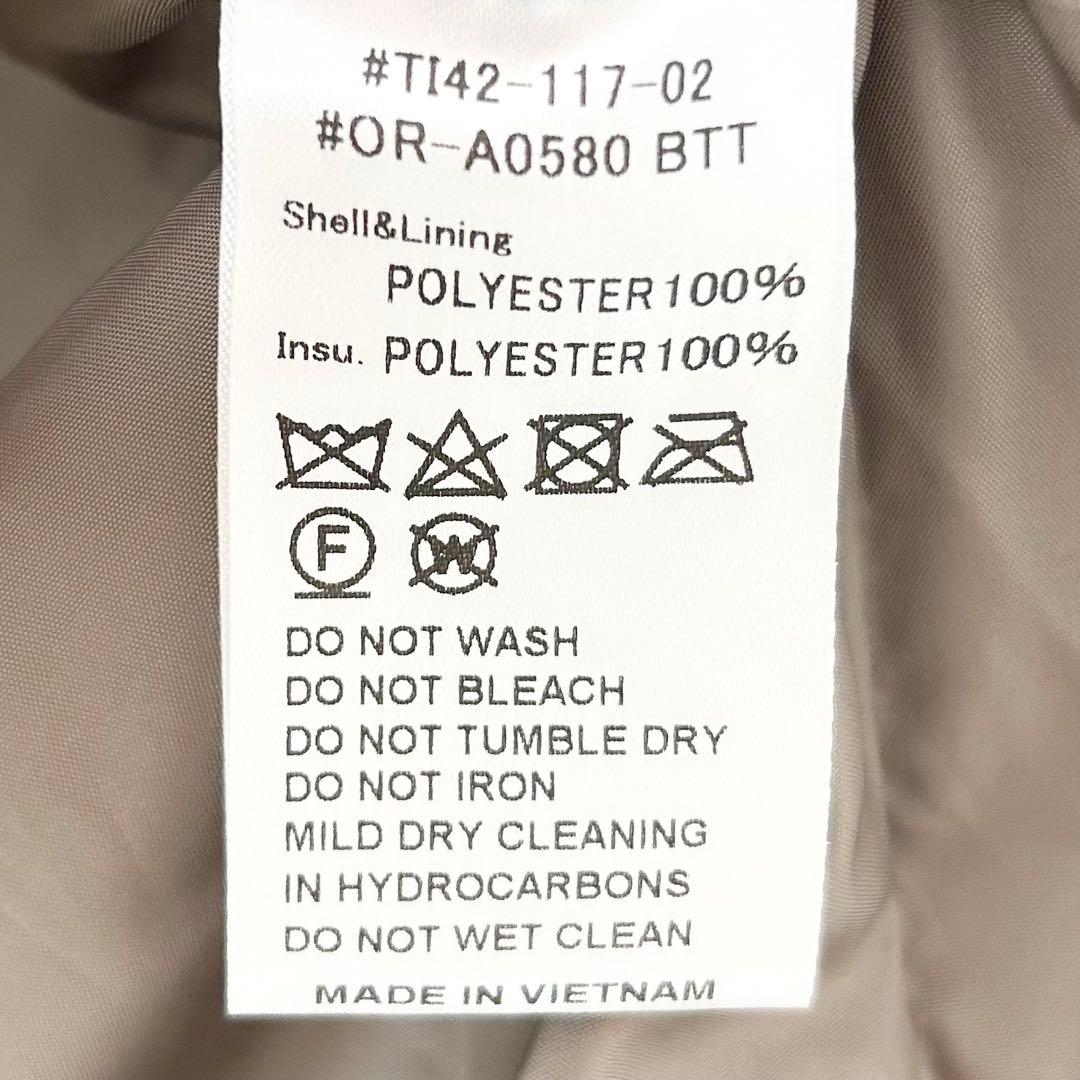 #TI42-117-02
#OR-A0580 BTT
Shell&Lining
POLYESTER100%
Insu. POLYESTER100%
F W
DO NOT WASH
DO NOT BLEACH
DO NOT TUMBLE DRY
DO NOT IRON
MILD DRY CLEANING
IN HYDROCARBONS
DO NOT WET CLEAN
MADE IN VIETNAM